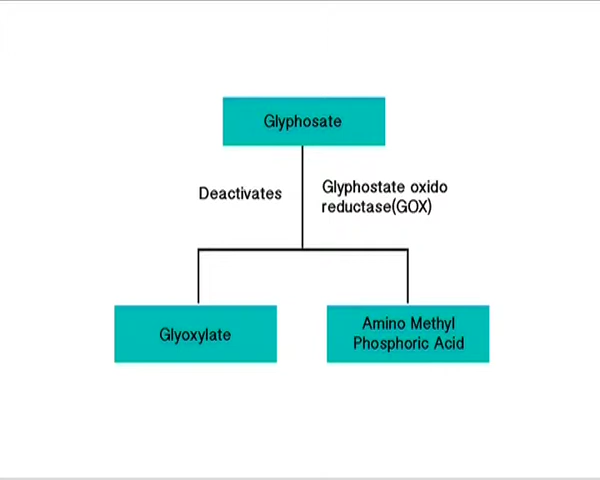 Glyphosate
Deactivates
Glyphostate oxido
reductase(GOX)
Glyoxylate
Amino Methyl
Phosphoric Acid